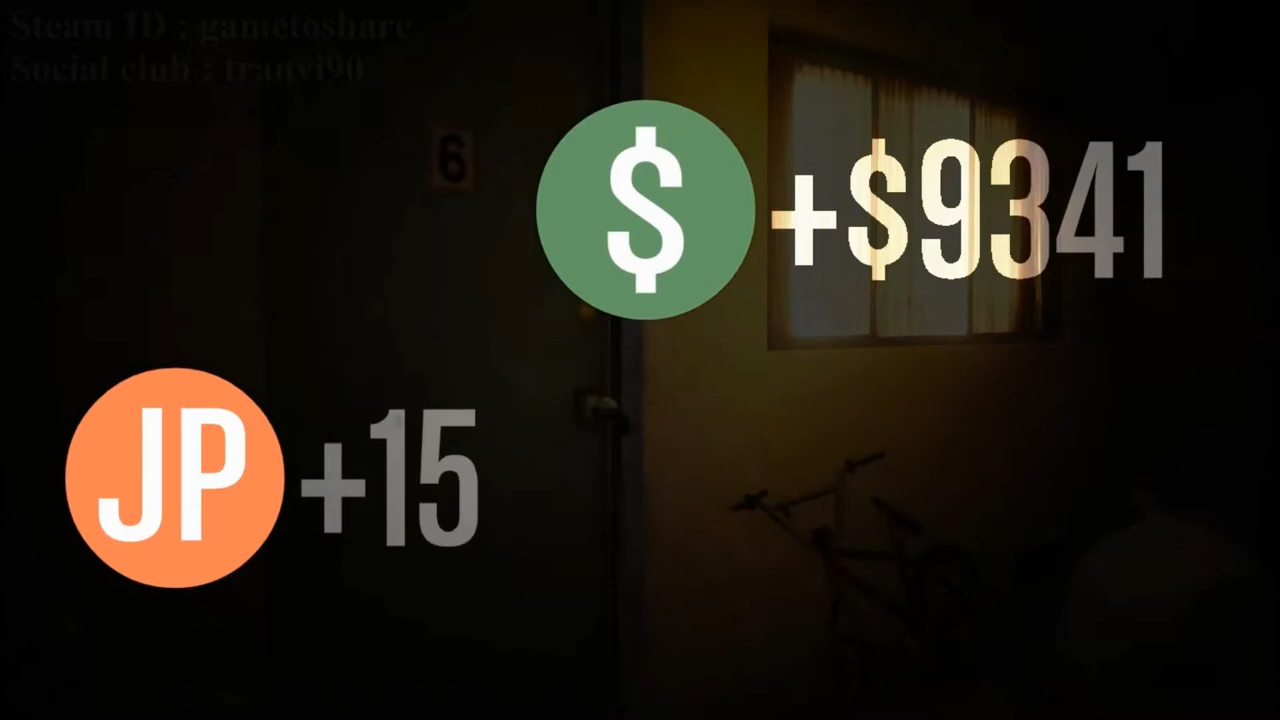 Steam ID : gametoshare
Social club : tranvi90
6
$ +$9341
JP +15